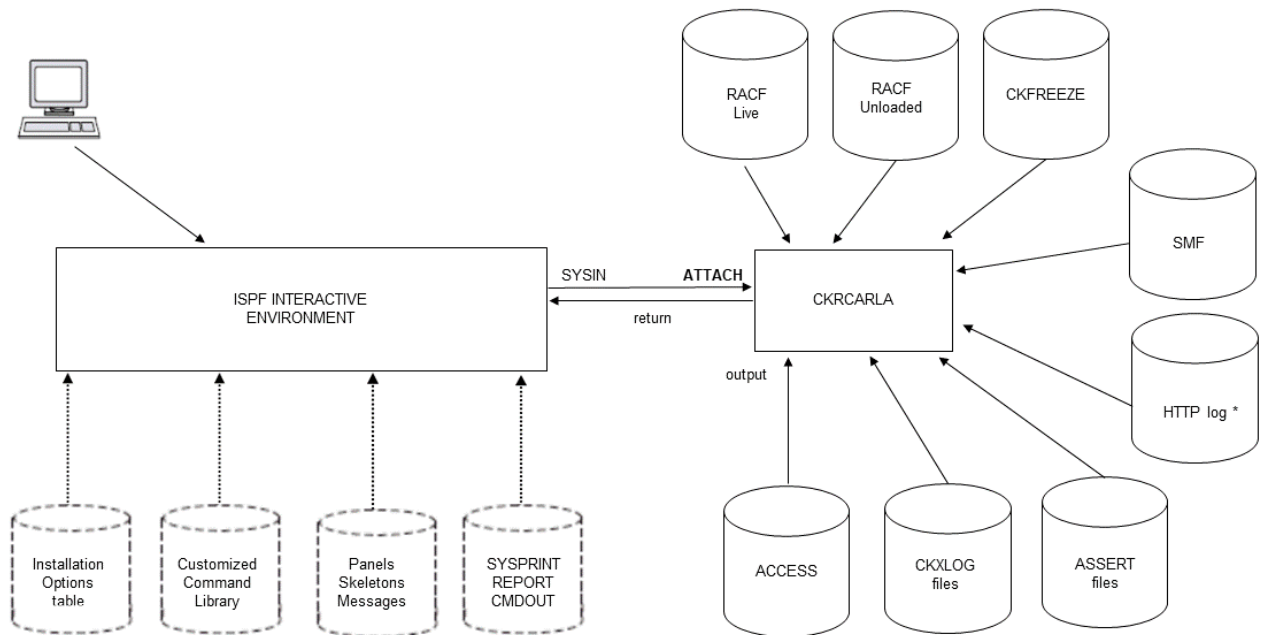 RACF
Live
RACF
Unloaded
CKFREEZE
SMF
ISPF INTERACTIVE
ENVIRONMENT
SYSIN
ATTACH
return
CKRCARLA
output
HTTP log *
Installation
Options
table
Customized
Command
Library
Panels
Skeletons
Messages
SYSPRINT
REPORT
CMDOUT
ACCESS
CKXLOG
files
ASSERT
files